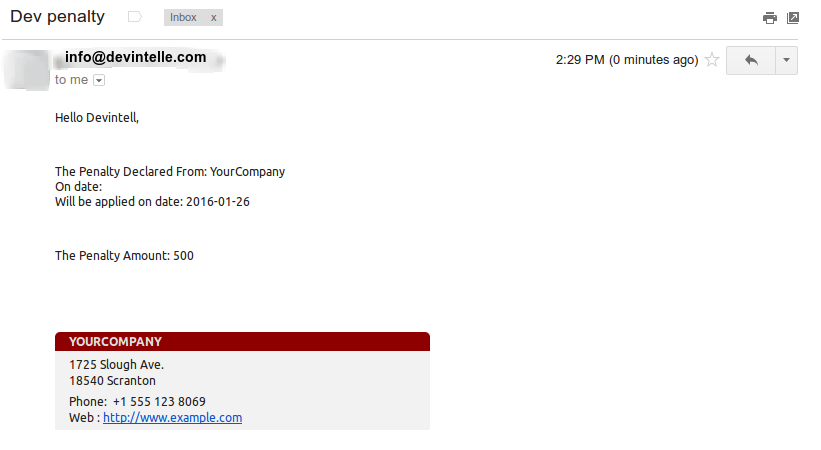 Dev penalty
Inbox x
info@devintelle.com
2:29 PM (0 minutes ago)
to me
Hello Devintell,
The Penalty Declared From: YourCompany
On date:
Will be applied on date: 2016-01-26
The Penalty Amount: 500
YOURCOMPANY
1725 Slough Ave.
18540 Scranton
Phone: +1 555 123 8069
Web : http://www.example.com